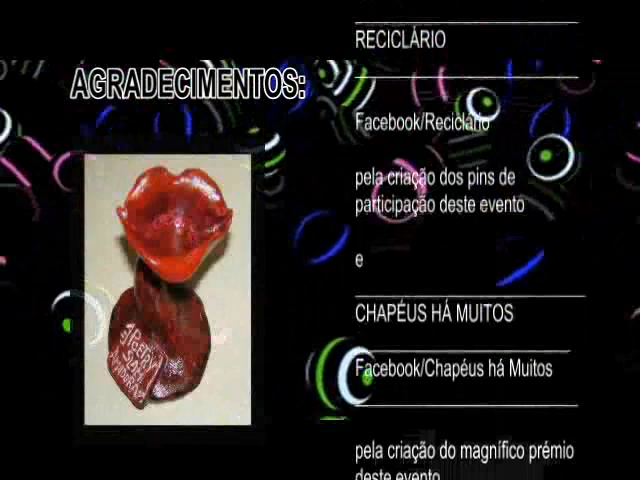 AGRADECIMENTOS:
RECICLÁRIO
Facebook/Reciclário
pela criação dos pins de
participação deste evento
e
CHAPÉUS HÁ MUITOS
Facebook/Chapéus há Muitos
pela criação do magnífico prémio
deste evento
SLAM